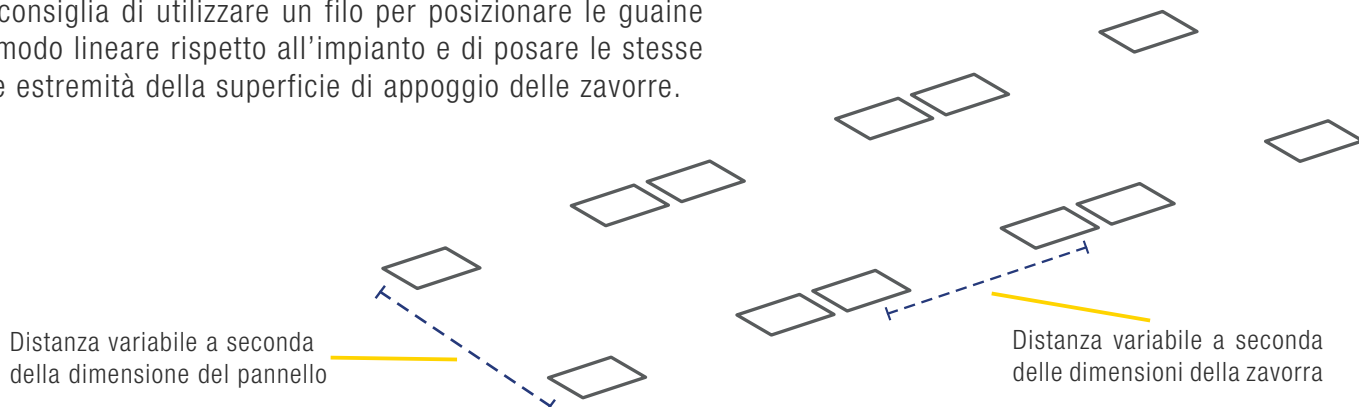 consiglia di utilizzare un filo per posizionare le guaine
modo lineare rispetto all'impianto e di posare le stesse
estremità della superficie di appoggio delle zavorre.
Distanza variabile a seconda
della dimensione del pannello
Distanza variabile a seconda
delle dimensioni della zavorra